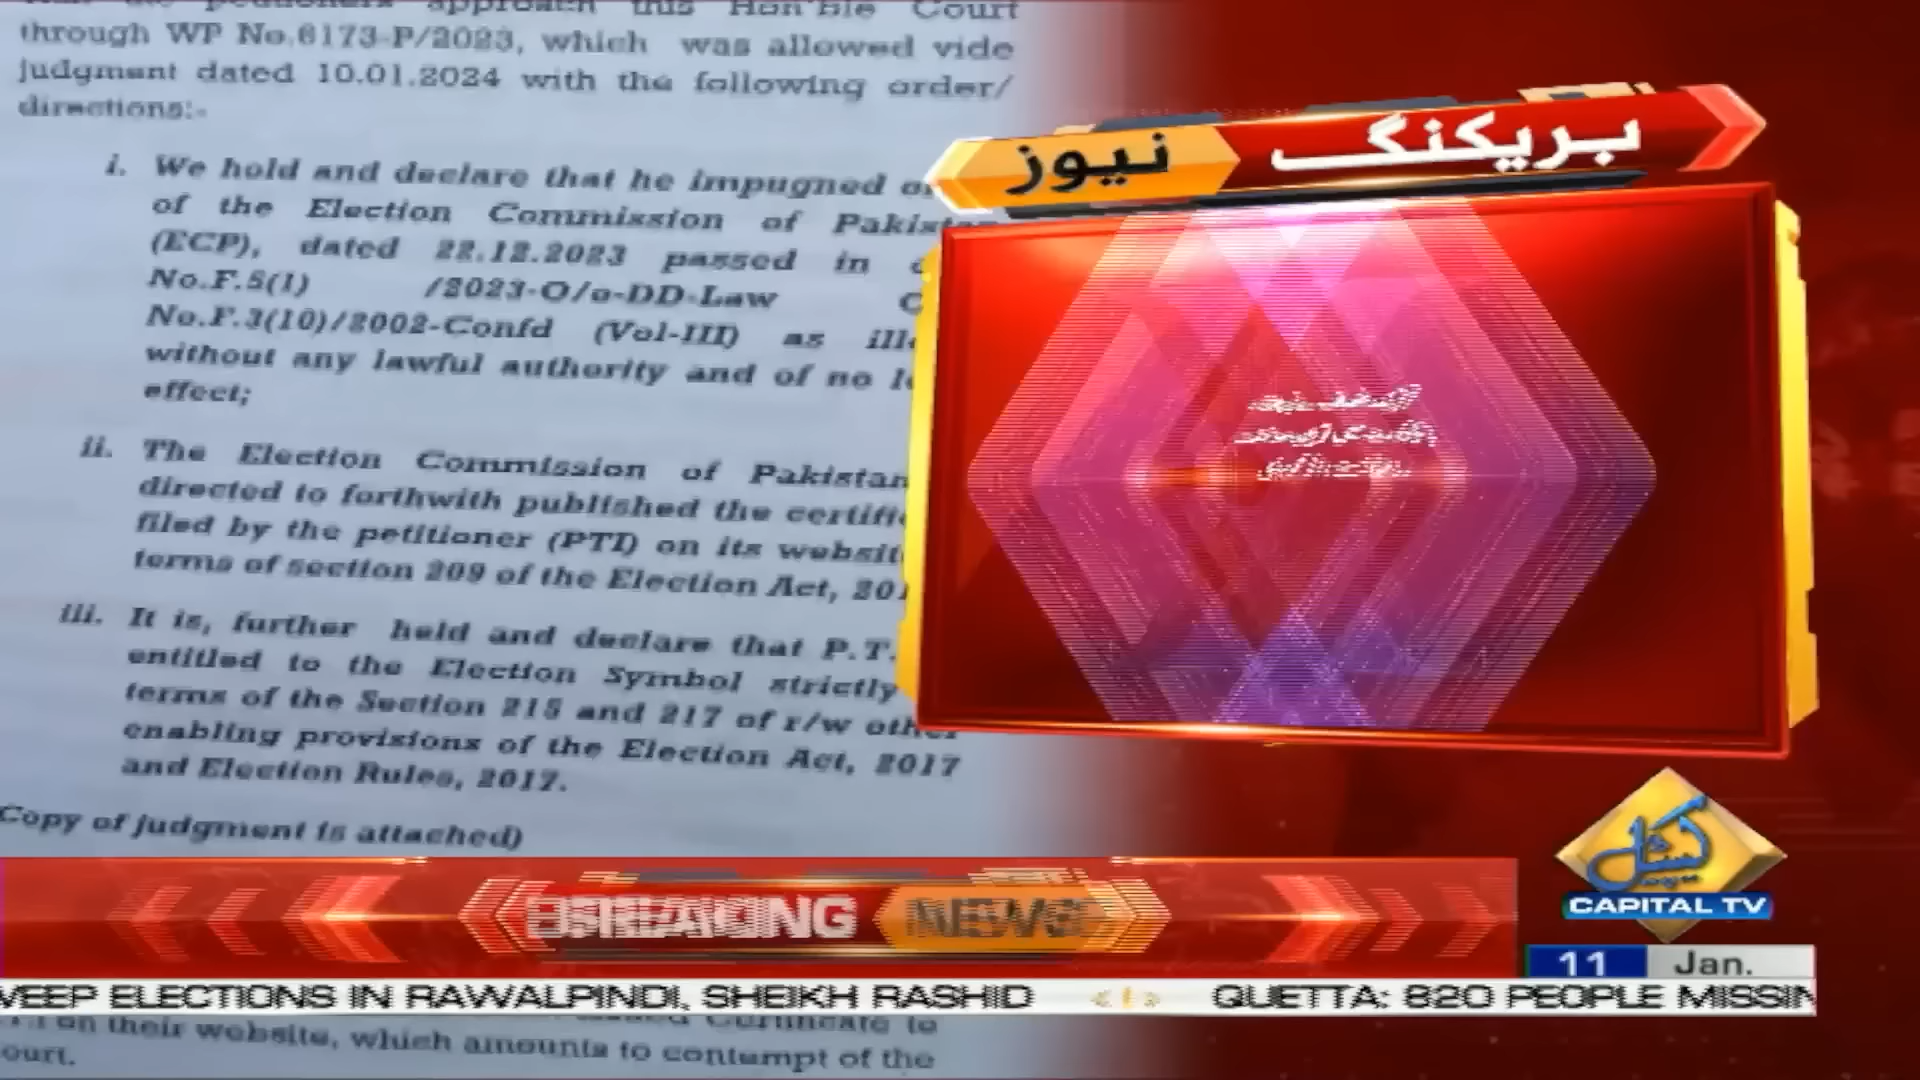 approach this Hon'ble Court
through WP No.6173-P/2023, which was allowed vide
judgment dated 10.01.2024 with the following order/
directions:-
i. We hold and declare that he impugned
of the Election Commission of
(ECP), dated 22.12.2023 passed in
No.F.5(1) /2023-O/o-DD-Law
No.F.3(10)/2002-Confd (Vol-III) as
without any lawful authority and of no
effect;
ii. The Election Commission of Pakistan
directed to forthwith published the
filed by the petitioner (PTI) on its
terms of section 209 of the Election Act,
iii. It is, further held and declare that P.T.
entitled to the Election Symbol strictly
terms of the Section 215 and 217 of r/w
enabling provisions of the Election Act, 2017
and Election Rules, 2017.
Copy of judgment is attached)
بریکنگ نیوز
BREAKING NEWS
کیپیٹل
CAPITAL TV
11 Jan.
ELECTIONS IN RAWALPINDI, SHEIKH RASHID
QUETTA: 820 PEOPLE
on their website, which amounts to contempt of the